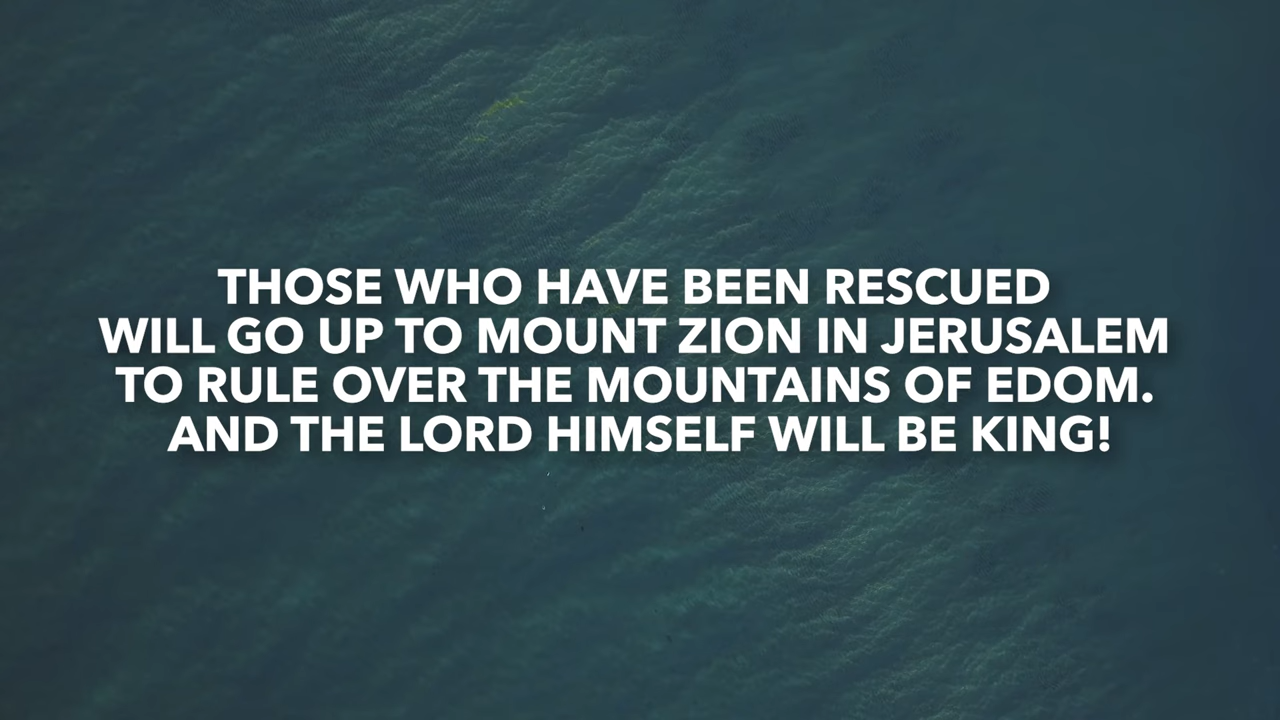 THOSE WHO HAVE BEEN RESCUED
WILL GO UP TO MOUNT ZION IN JERUSALEM
TO RULE OVER THE MOUNTAINS OF EDOM.
AND THE LORD HIMSELF WILL BE KING!